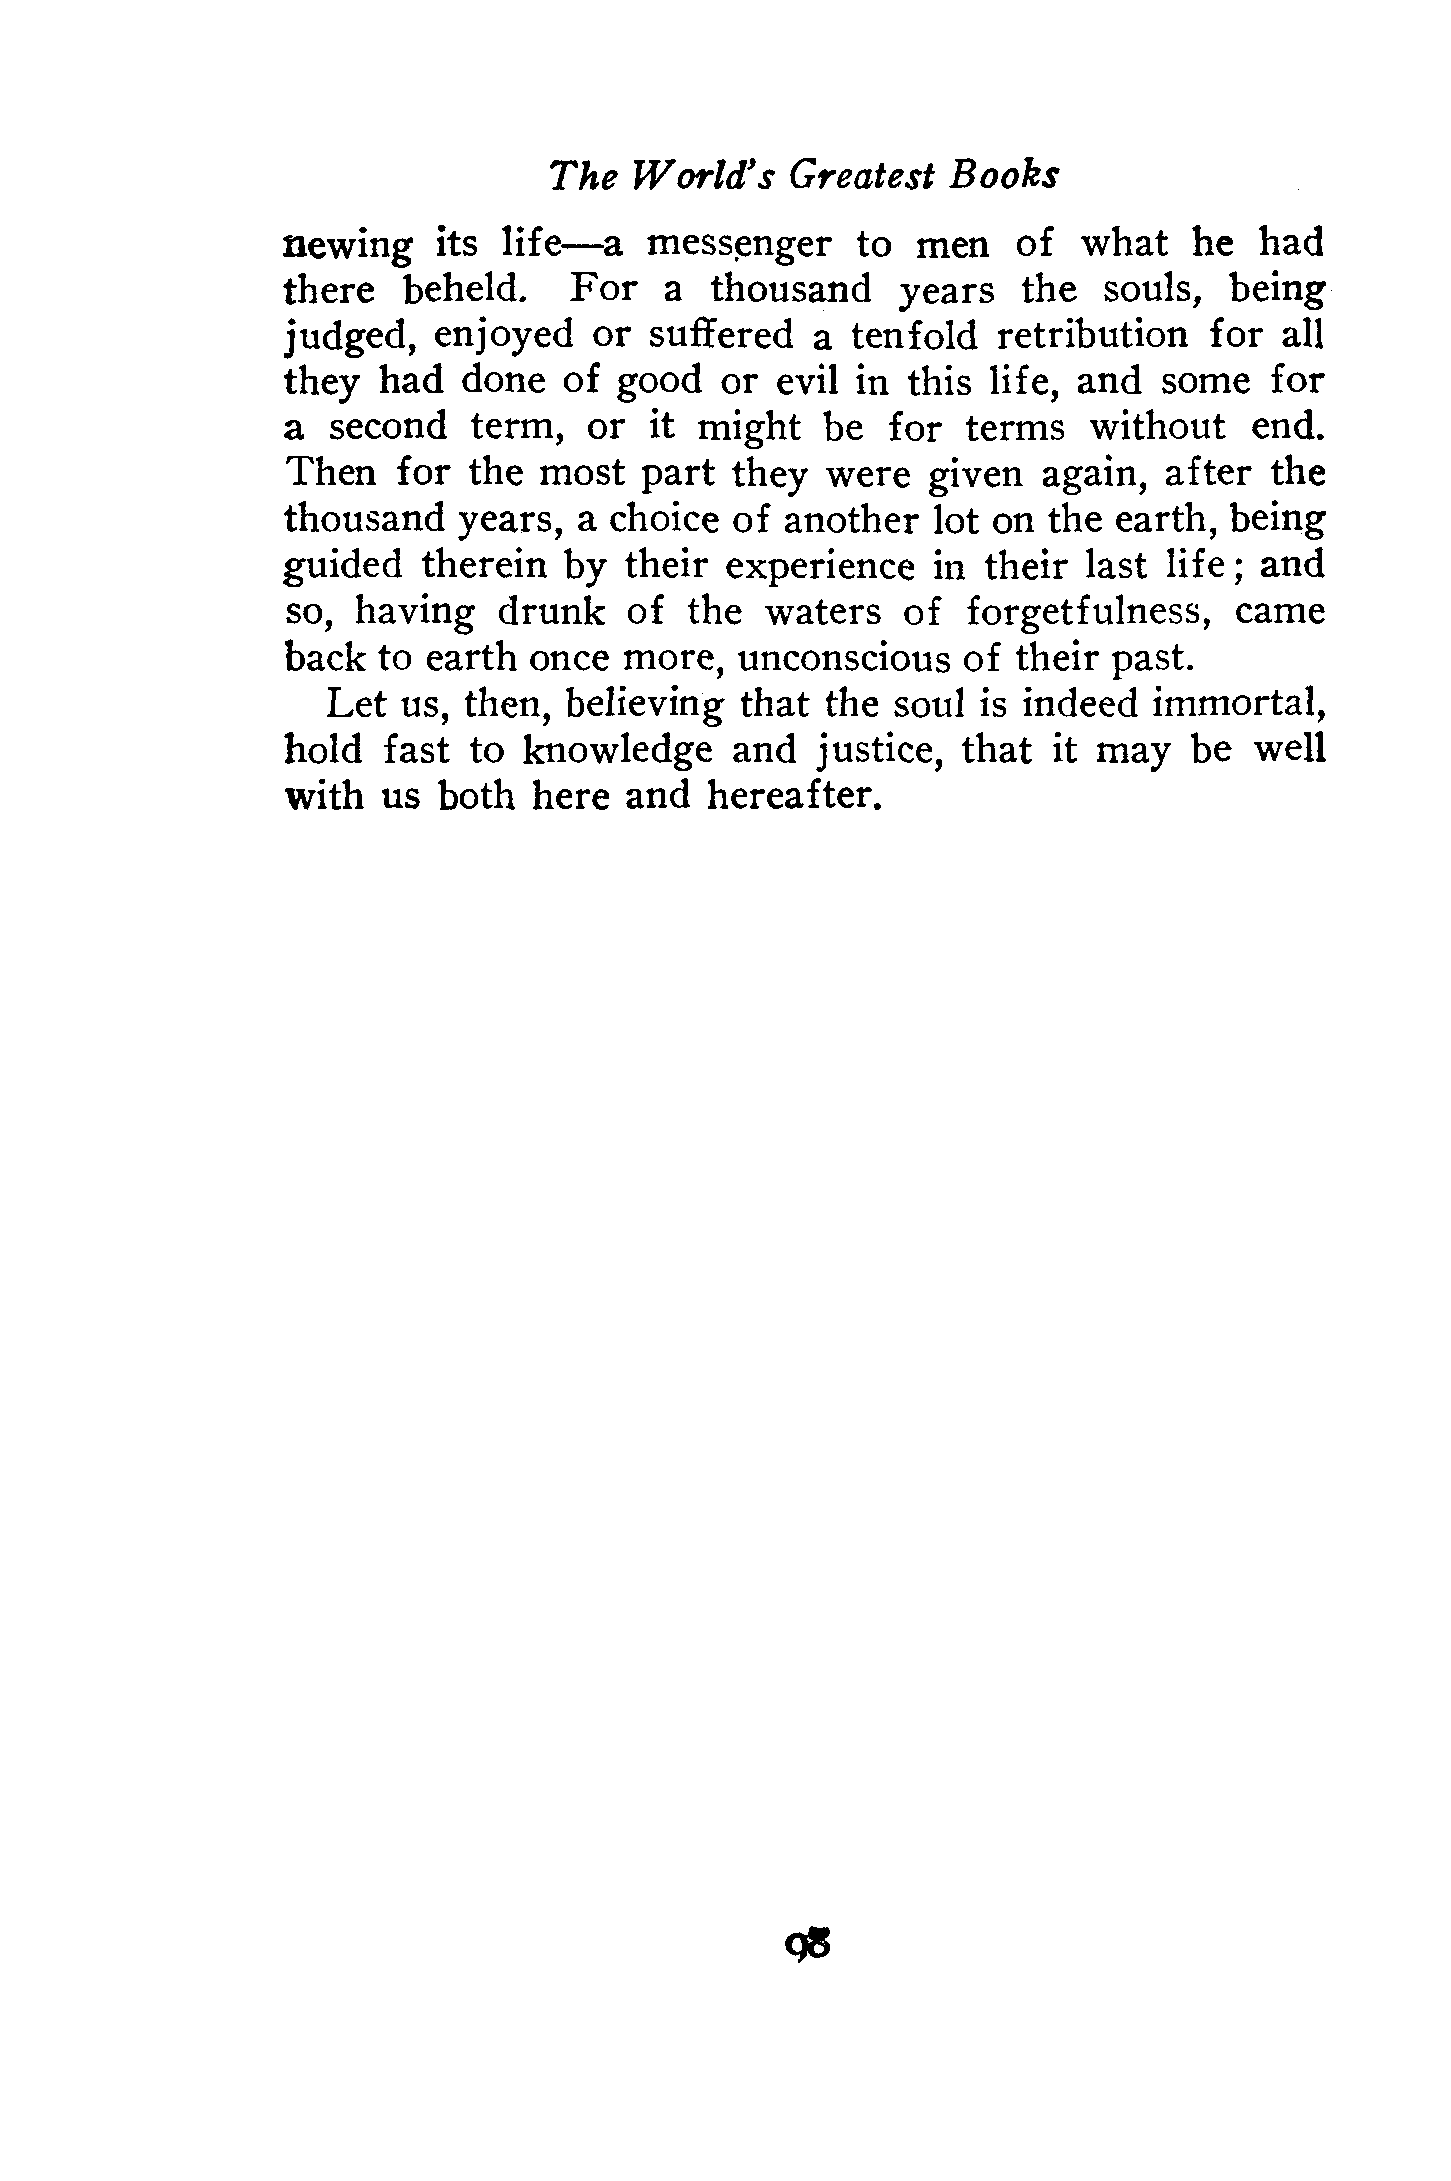 The World's Greatest Books
newing its life—a messenger to men of what he had
there beheld. For a thousand years the souls, being
judged, enjoyed or suffered a tenfold retribution for all
they had done of good or evil in this life, and some for
a second term, or it might be for terms without end.
Then for the most part they were given again, after the
thousand years, a choice of another lot on the earth, being
guided therein by their experience in their last life; and
so, having drunk of the waters of forgetfulness, came
back to earth once more, unconscious of their past.
Let us, then, believing that the soul is indeed immortal,
hold fast to knowledge and justice, that it may be well
with us both here and hereafter.
98